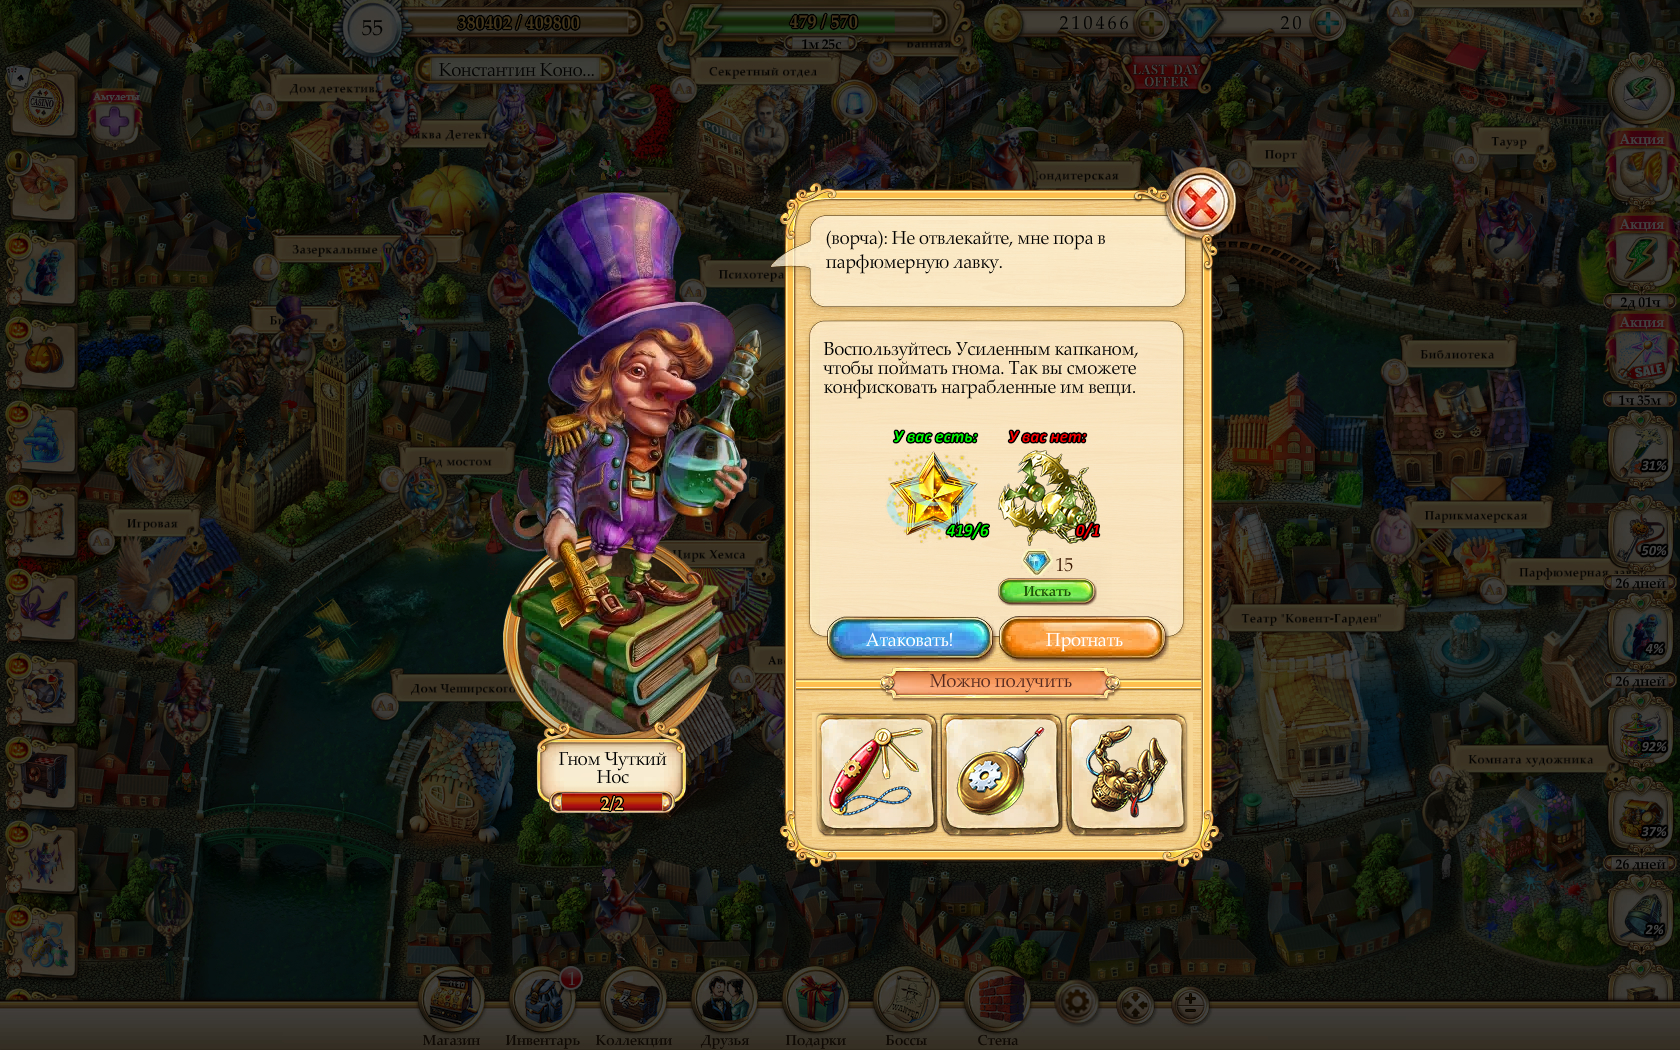 55
380402 / 409800
479 / 570
1м 25с
210466
20
Константин Коно...
Секретный отдел
LAST DAY
OFFER
CASINO
Амулеты
Дом детектив
Порт
Тауэр
Акция
Акция
2д 01ч
Акция
SALE
1ч 35м
Зазеркальные
Психотера
Библиотека
Под мостом
31%
Игровая
Цирк Хемса
Парикмахерская
50%
26 дней
Парфюмерная
Театр "Ковент-Гарден"
4%
26 дней
Дом Чеширского
92%
Комната художника
37%
26 дней
2%
(ворча): Не отвлекайте, мне пора в
парфюмерную лавку.
Воспользуйтесь Усиленным капканом,
чтобы поймать гнома. Так вы сможете
конфисковать награбленные им вещи.
У вас есть:
У вас нет:
419/6
0/1
15
Искать
Атаковать!
Прогнать
Можно получить
Гном Чуткий
Нос
2/2
1
Магазин
Инвентарь
Коллекции
Друзья
Подарки
Боссы
Стена